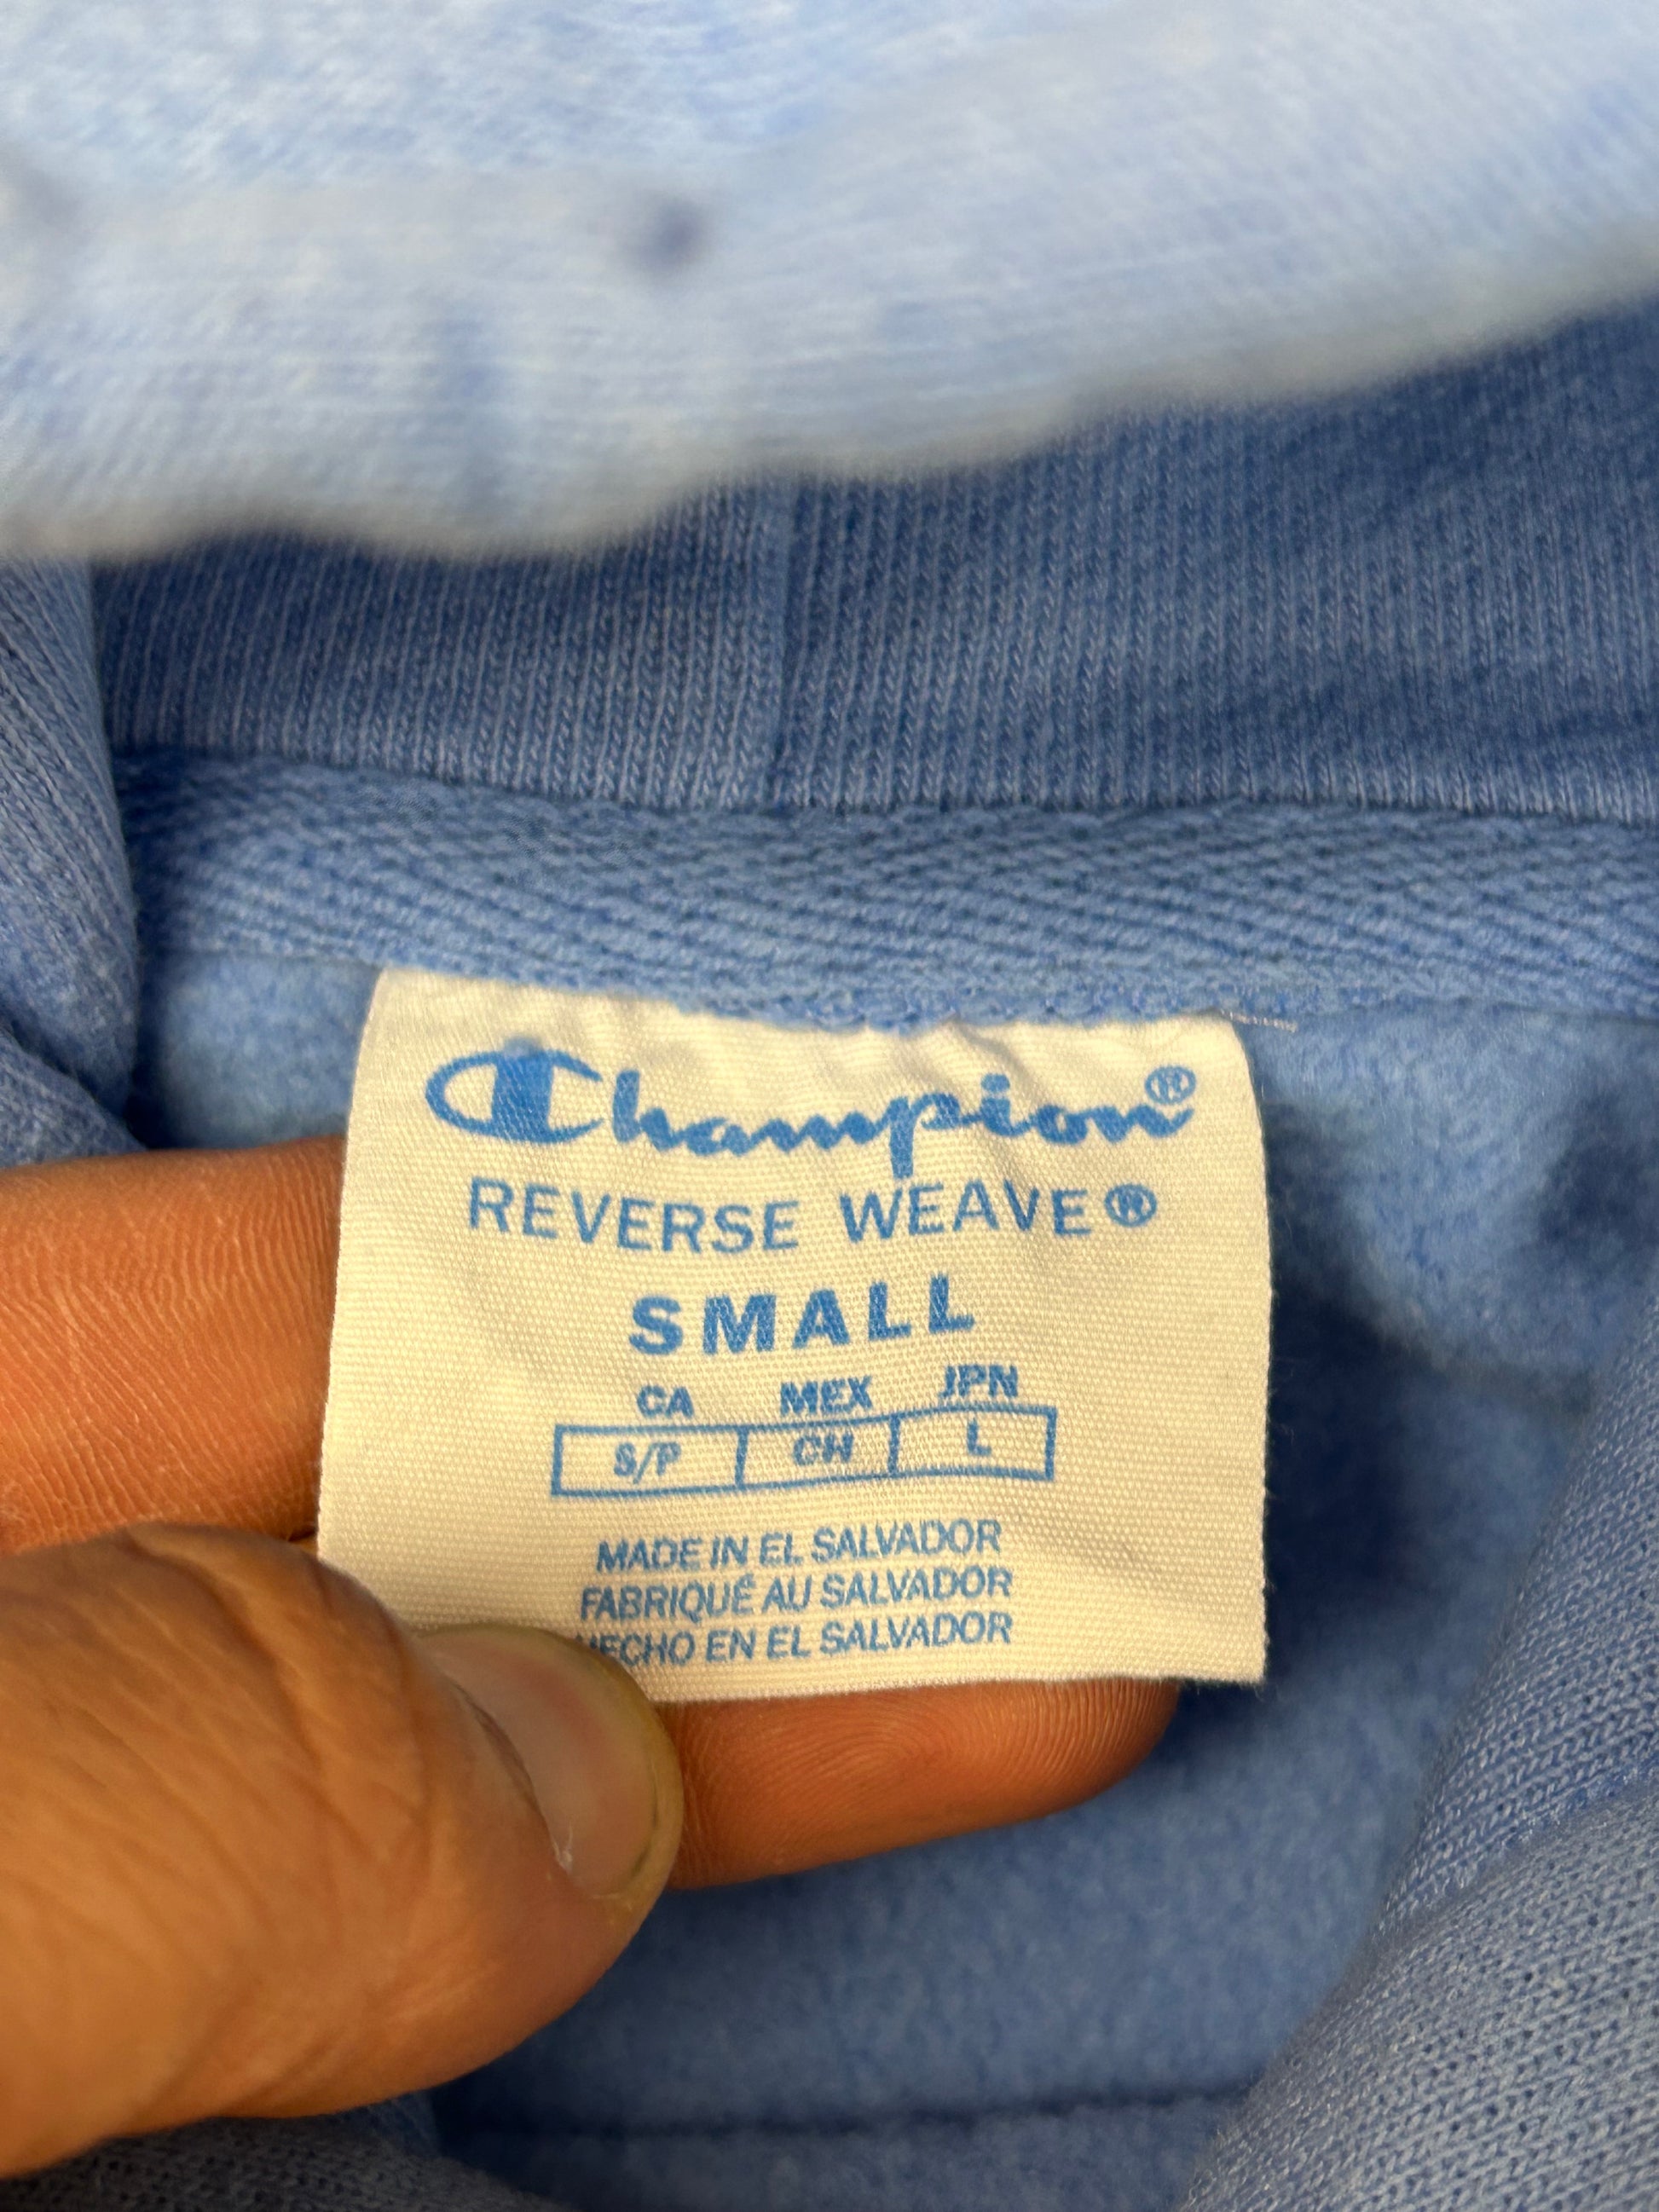 Champion®
REVERSE WEAVE®
SMALL
CA MEX JPN
S/P CH L
MADE IN EL SALVADOR
FABRIQUÉ AU SALVADOR
HECHO EN EL SALVADOR